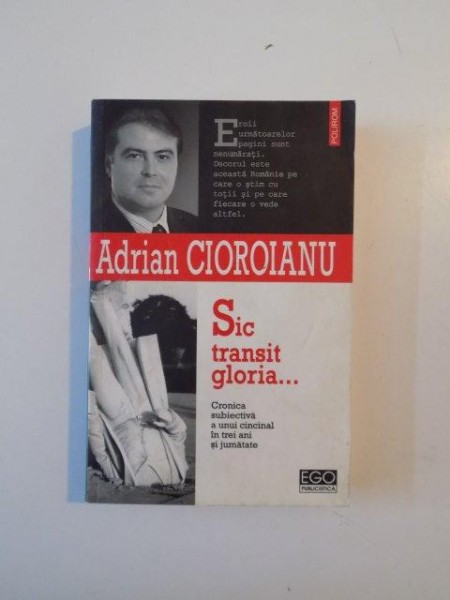 Eroii
următoarelor
pagini sunt
nenumărați.
Decorul este
această Românie pe
care o știm cu
toții și pe care
fiecare o vede
altfel.
POLIROM
Adrian CIOROIANU
Sic
transit
gloria...
Cronica
subiectivă
a unui cincinal
în trei ani
și jumătate
EGO
PUBLICISTICĂ